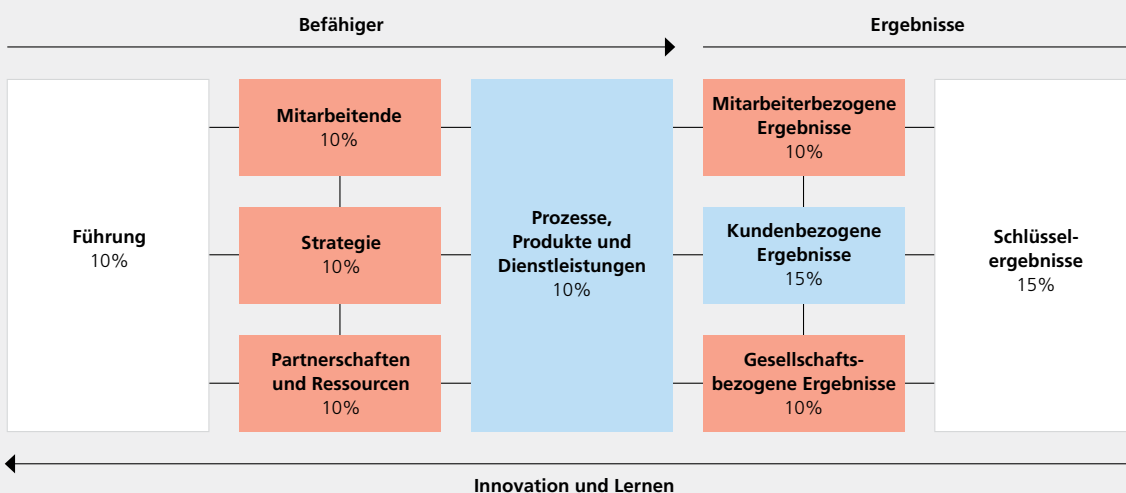 Befähiger
Ergebnisse
Führung
10%
Mitarbeitende
10%
Strategie
10%
Partnerschaften
und Ressourcen
10%
Prozesse,
Produkte und
Dienstleistungen
10%
Mitarbeiterbezogene
Ergebnisse
10%
Kundenbezogene
Ergebnisse
15%
Gesellschafts-
bezogene Ergebnisse
10%
Schlüssel-
ergebnisse
15%
Innovation und Lernen